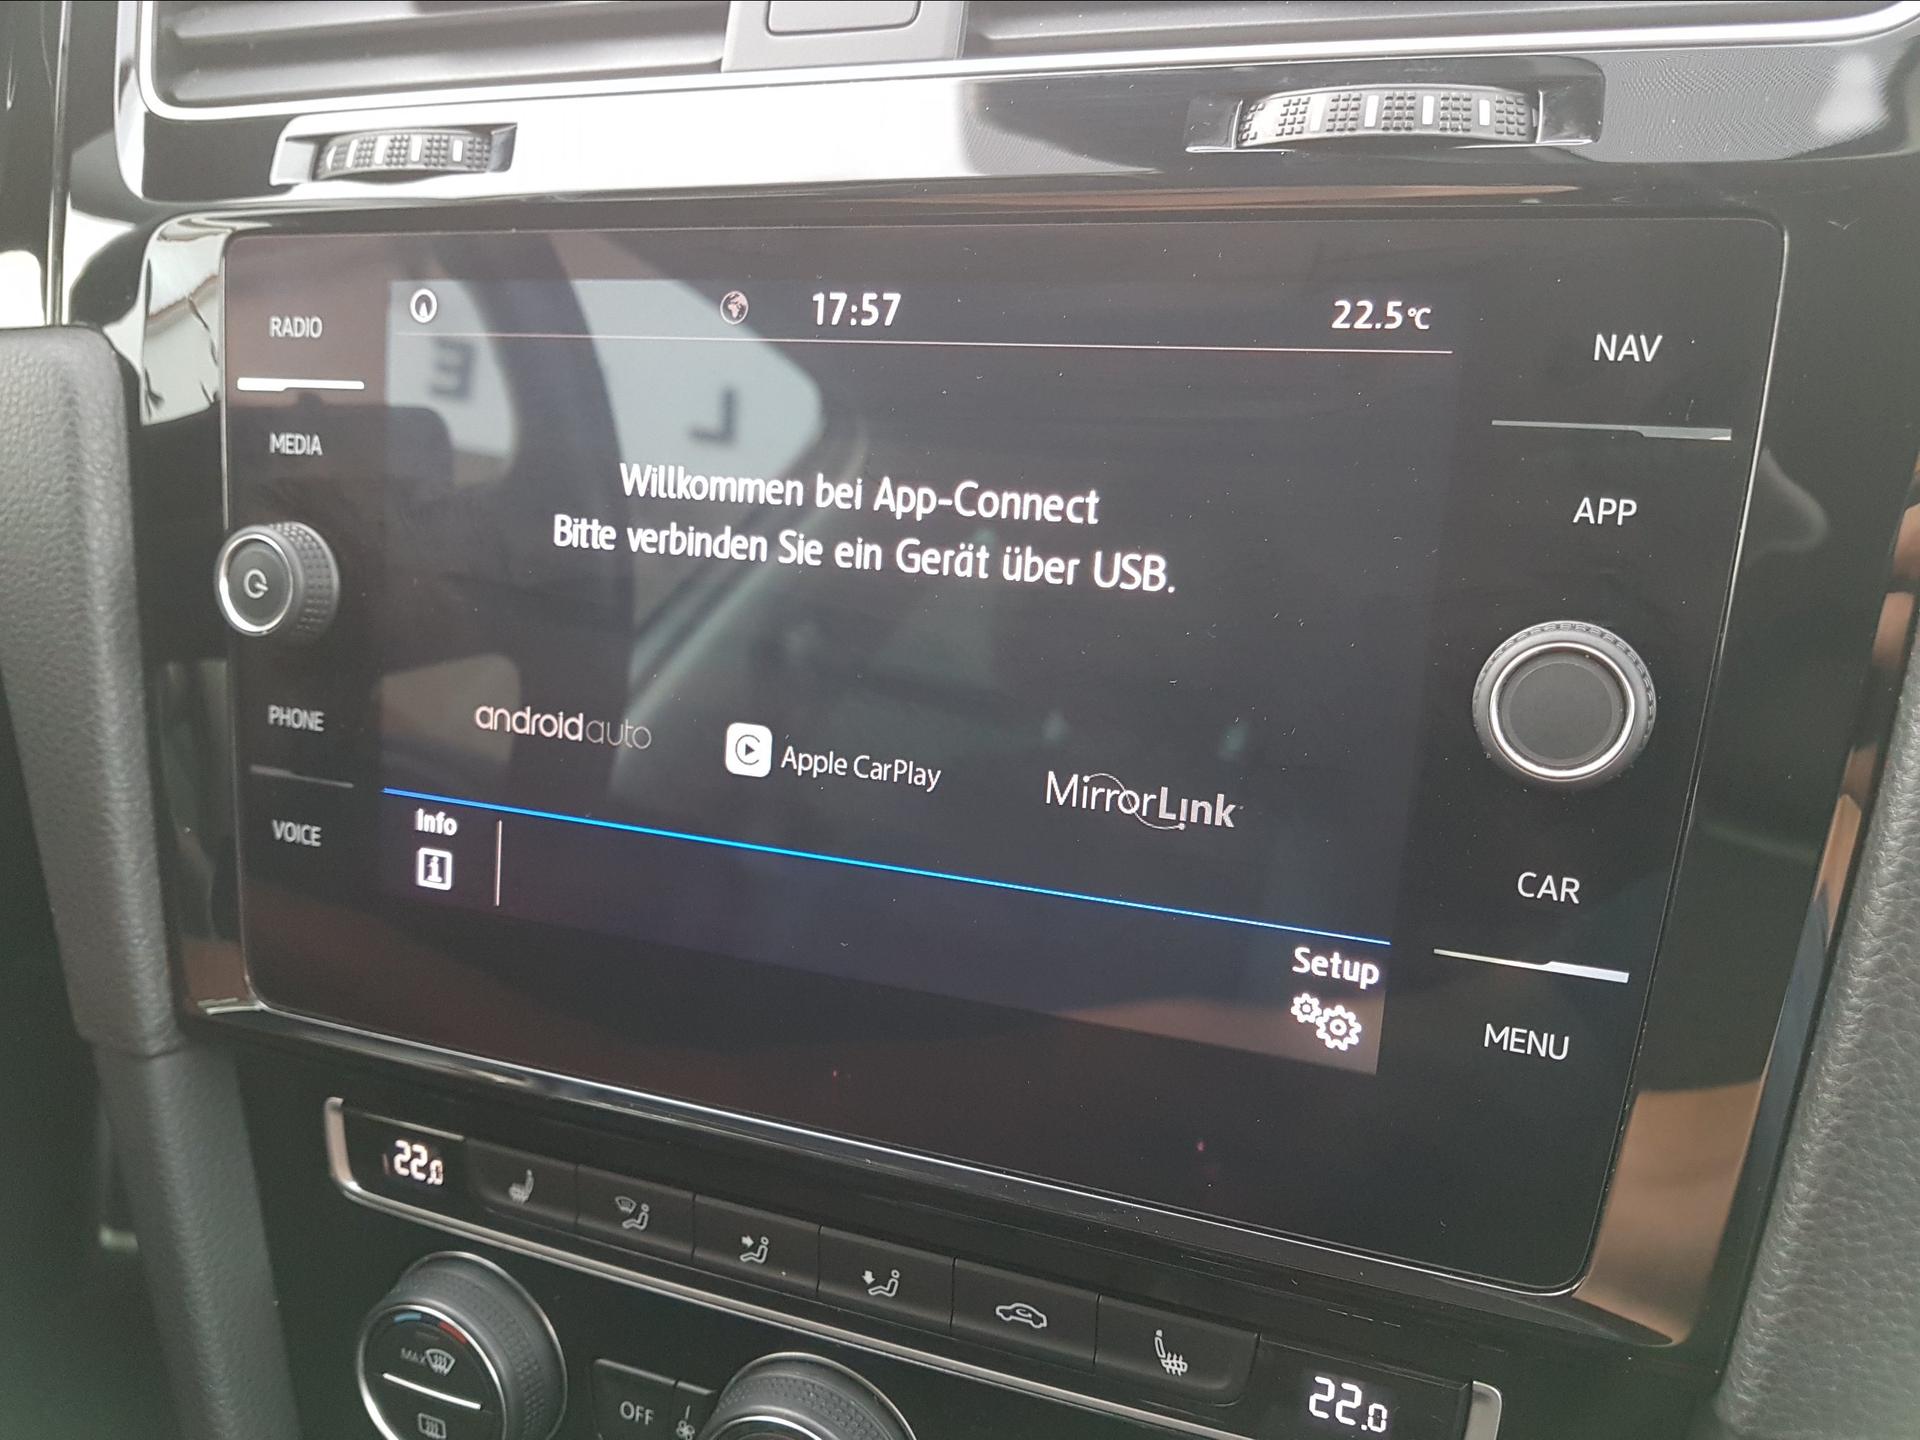 17:57
22.5°C
RADIO
NAV
MEDIA
E
L
APP
Willkommen bei App-Connect
Bitte verbinden Sie ein Gerät über USB.
PHONE
androidauto
Apple CarPlay
MirrorLink
VOICE
Info
CAR
Setup
MENU
22.0
MAX
OFF
22.0